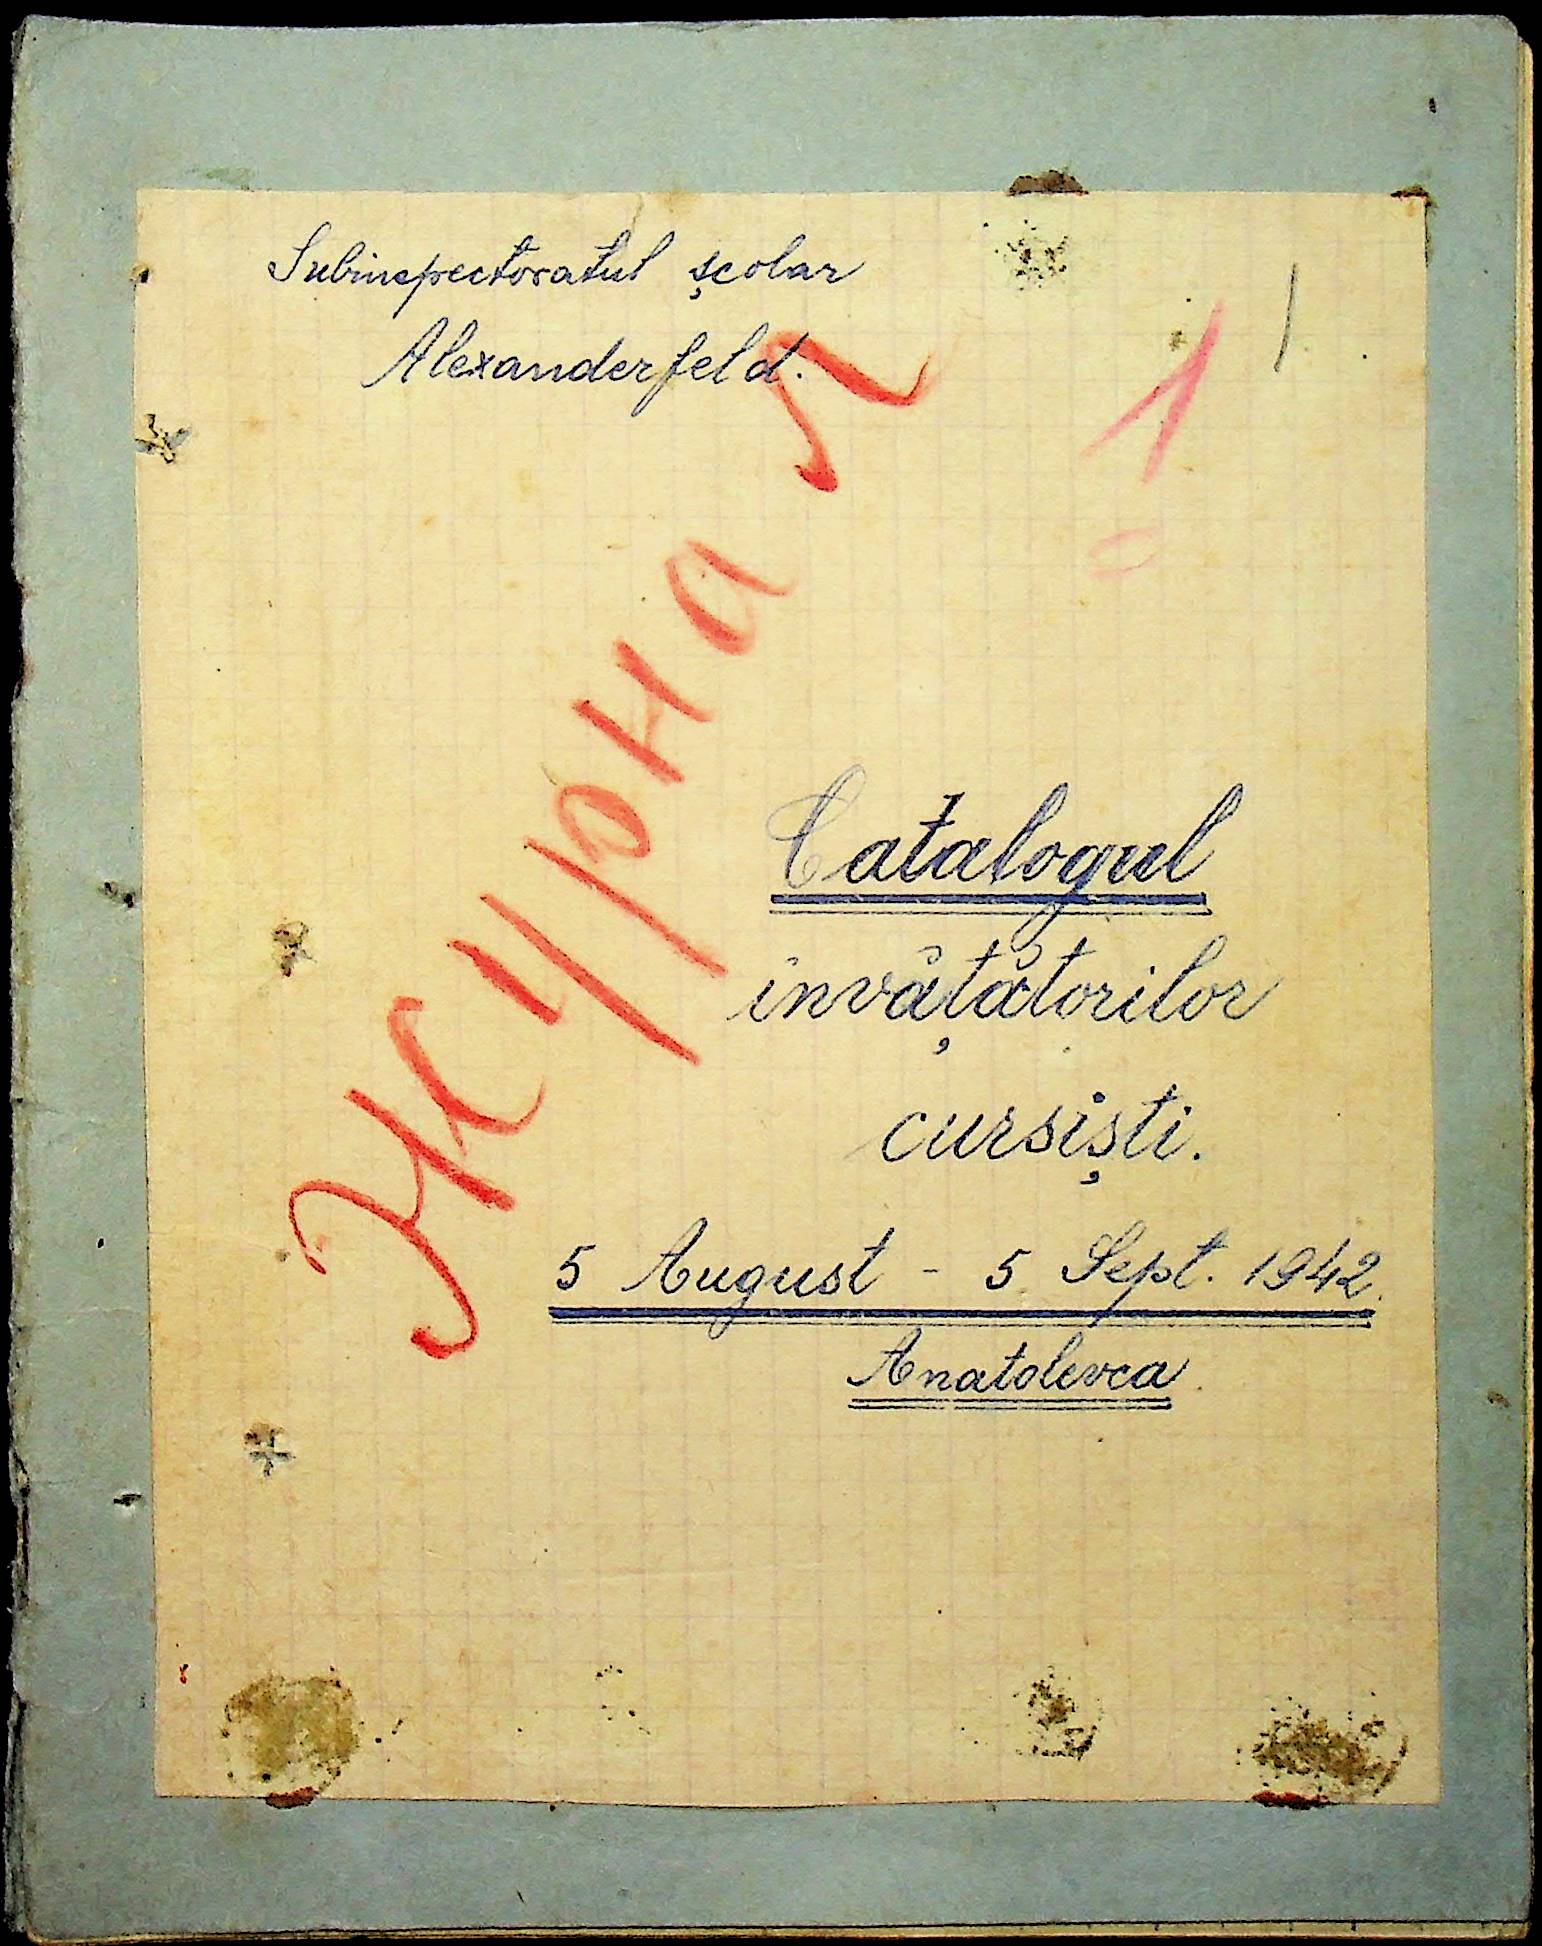 Subinspectoratul școlar
Alexanderfeld.
1
Журнал
Catalogul
învățătorilor
cursiști.
5 August - 5 Sept. 1942.
Anatolevca